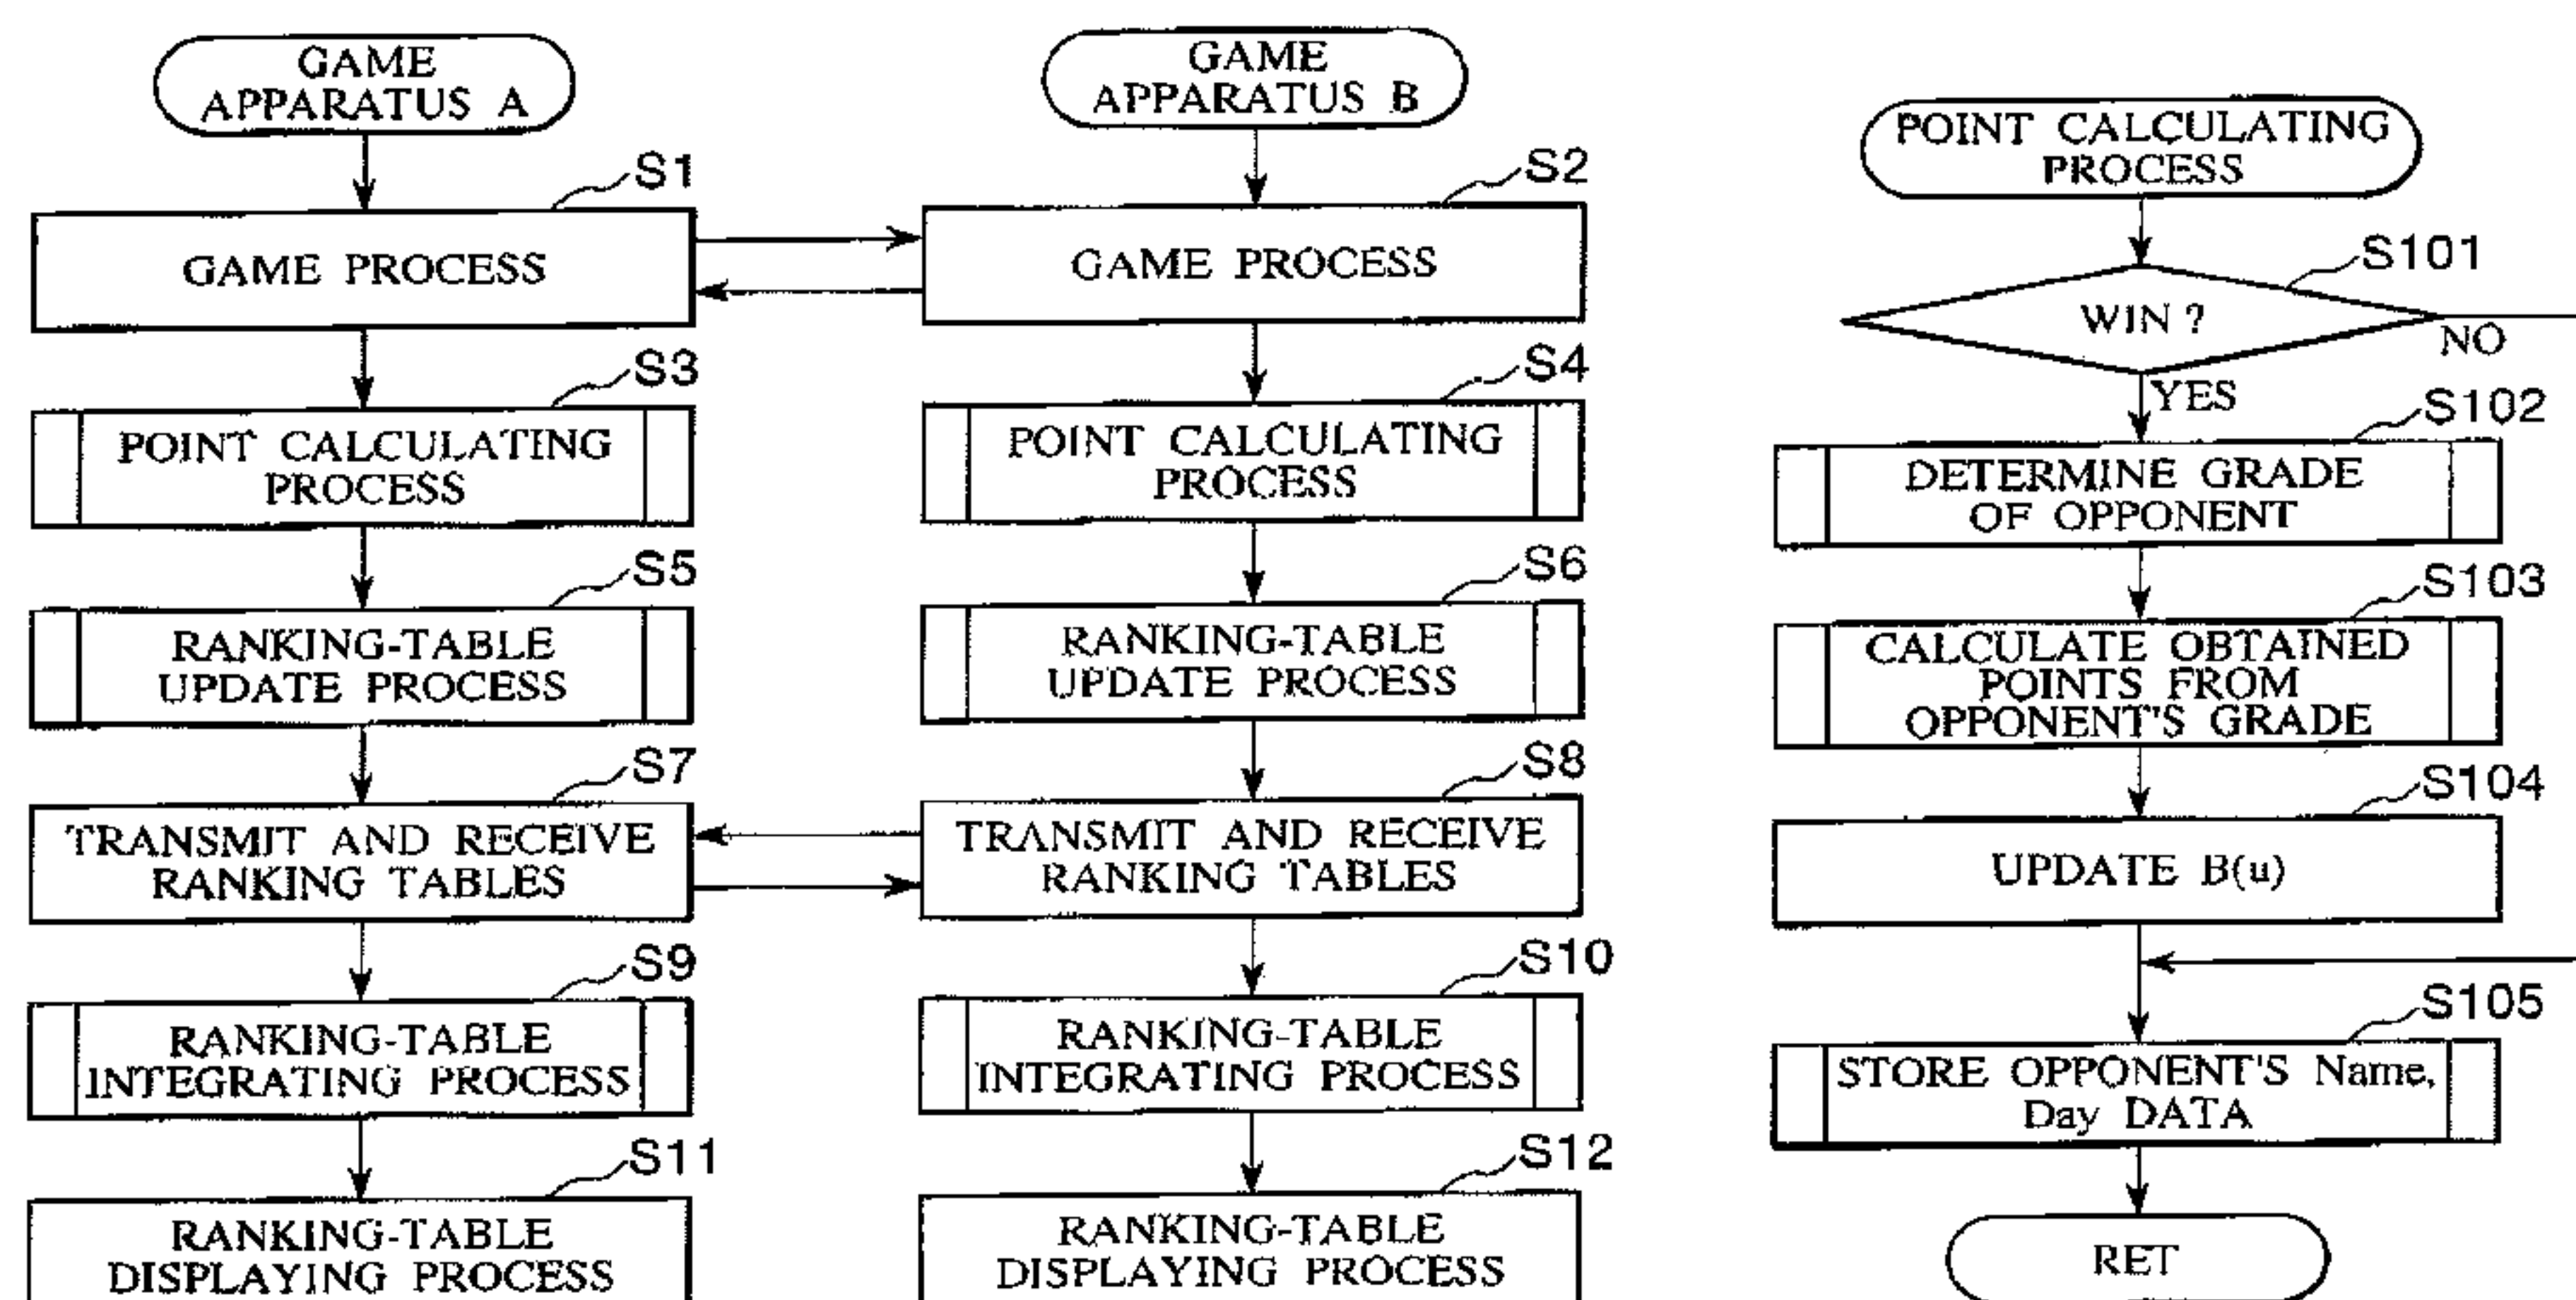 GAME
APPARATUS A
S1
GAME PROCESS
S3
POINT CALCULATING
PROCESS
S5
RANKING-TABLE
UPDATE PROCESS
S7
TRANSMIT AND RECEIVE
RANKING TABLES
S9
RANKING-TABLE
INTEGRATING PROCESS
S11
RANKING-TABLE
DISPLAYING PROCESS
GAME
APPARATUS B
S2
GAME PROCESS
S4
POINT CALCULATING
PROCESS
S6
RANKING-TABLE
UPDATE PROCESS
S8
TRANSMIT AND RECEIVE
RANKING TABLES
S10
RANKING-TABLE
INTEGRATING PROCESS
S12
RANKING-TABLE
DISPLAYING PROCESS
POINT CALCULATING
PROCESS
S101
WIN ?
NO
YES
S102
DETERMINE GRADE
OF OPPONENT
S103
CALCULATE OBTAINED
POINTS FROM
OPPONENT'S GRADE
S104
UPDATE B(u)
S105
STORE OPPONENT'S Name,
Day DATA
RET